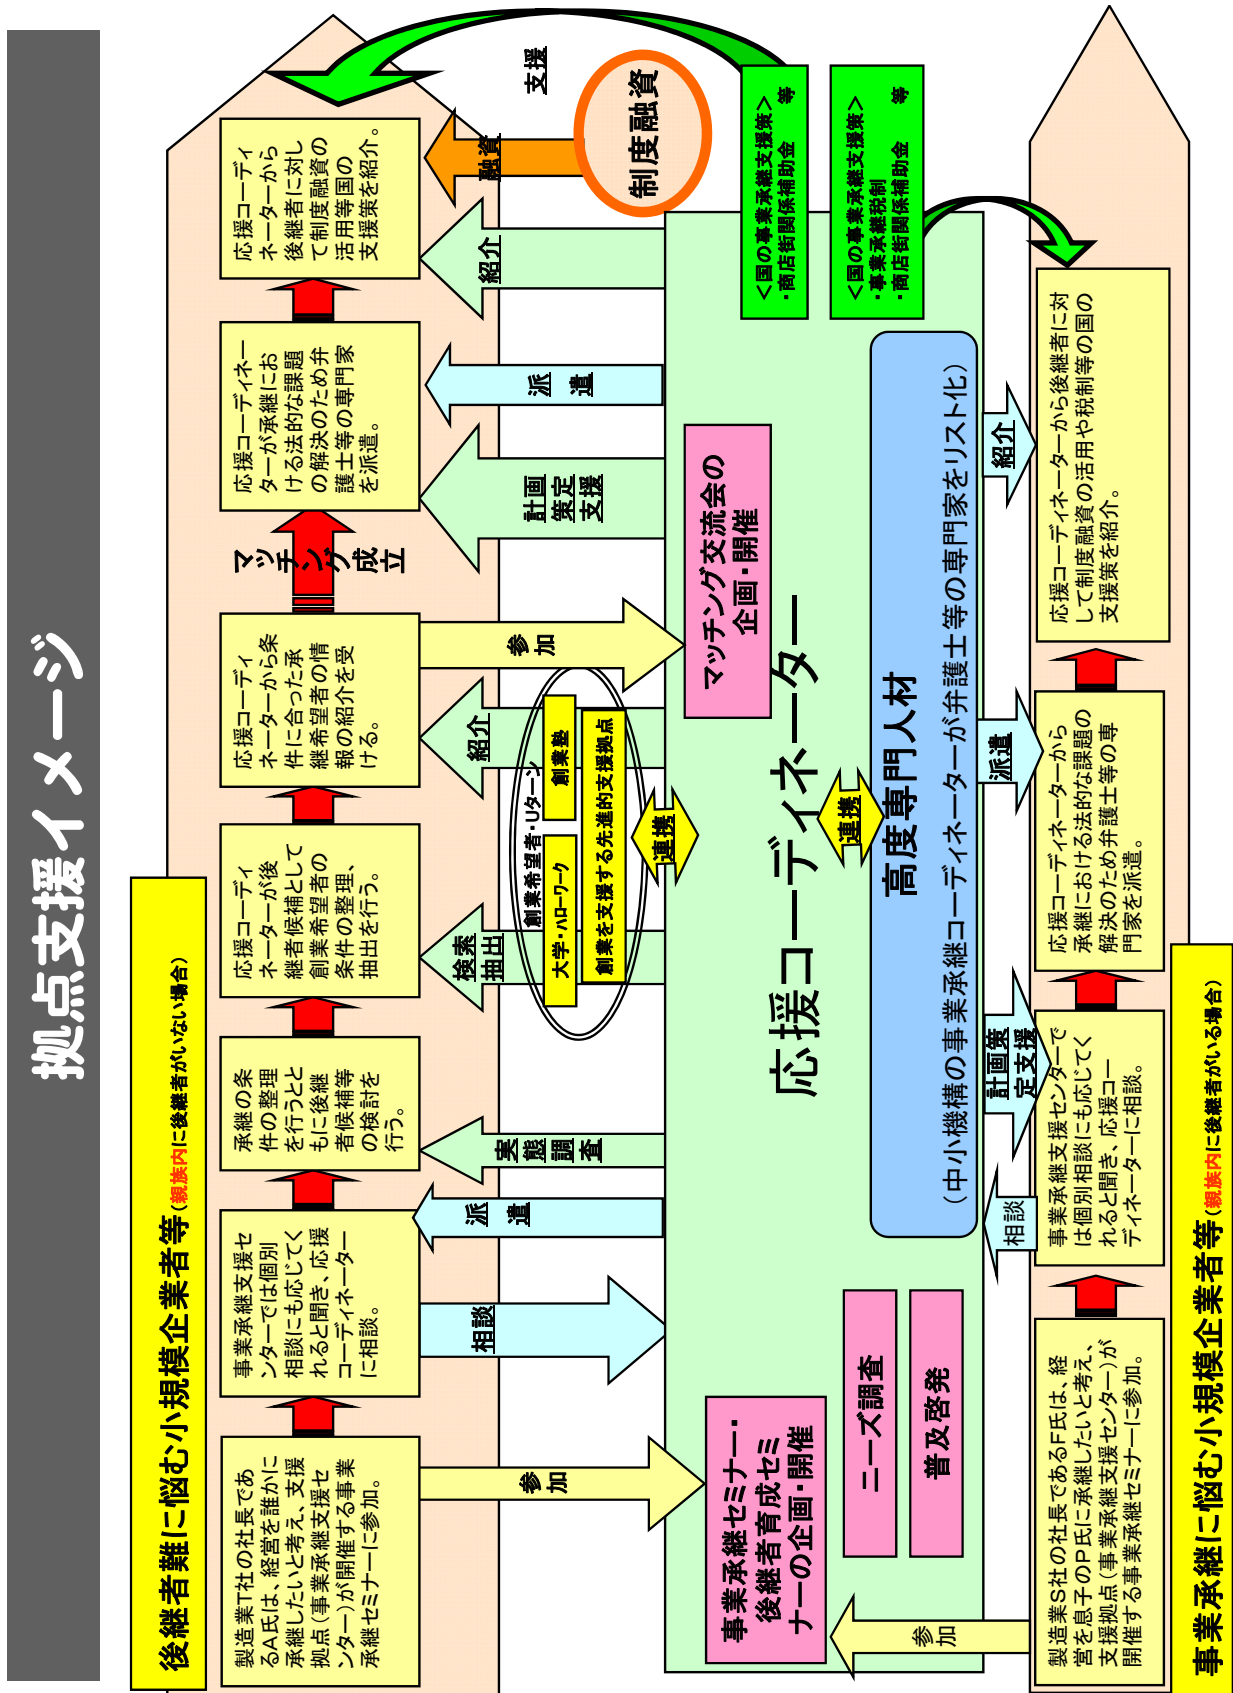 拠点支援イメージ
後継者難に悩む小規模企業者等(親族内に後継者がいない場合)
製造業T社の社長であ
るA氏は、経営を誰かに
承継したいと考え、支援
拠点(事業承継支援セ
ンター)が開催する事業
承継セミナーに参加。
事業承継支援セ
ンターでは個別
相談にも応じてく
れると聞き、応援
コーディネーター
に相談。
承継の条
件の整理
を行うとと
もに後継
者候補等
の検討を
行う。
応援コーディ
ネーターが後
継者候補として
創業希望者の
条件の整理、
抽出を行う。
応援コーディ
ネーターから条
件に合った承
継希望者の情
報の紹介を受
ける。
マッチング成立
応援コーディネー
ターが承継にお
ける法的な課題
の解決のため弁
護士等の専門家
を派遣。
応援コーディ
ネーターから
後継者に対し
て制度融資の
活用等国の
支援策を紹介。
参加
相談
派遣
実態調査
検索
抽出
紹介
参加
計画
策定
支援
派遣
紹介
融資
支援
制度融資
創業希望者・Uターン
大学・ハローワーク
創業塾
創業を支援する先進的支援拠点
連携
事業承継セミナー・
後継者育成セミ
ナーの企画・開催
マッチング交流会の
企画・開催
応援コーディネーター
ニーズ調査
普及啓発
連携
高度専門人材
(中小機構の事業承継コーディネーターが弁護士等の専門家をリスト化)
<国の事業承継支援策>
・商店街関係補助金 等
<国の事業承継支援策>
・事業承継税制
・商店街関係補助金 等
参加
相談
計画策
定支援
派遣
紹介
製造業S社の社長であるF氏は、経
営を息子のP氏に承継したいと考え、
支援拠点(事業承継支援センター)が
開催する事業承継セミナーに参加。
事業承継支援センターで
は個別相談にも応じてく
れると聞き、応援コー
ディネーターに相談。
応援コーディネーターから
承継における法的な課題の
解決のため弁護士等の専
門家を派遣。
応援コーディネーターから後継者に対
して制度融資の活用や税制等の国の
支援策を紹介。
事業承継に悩む小規模企業者等(親族内に後継者がいる場合)